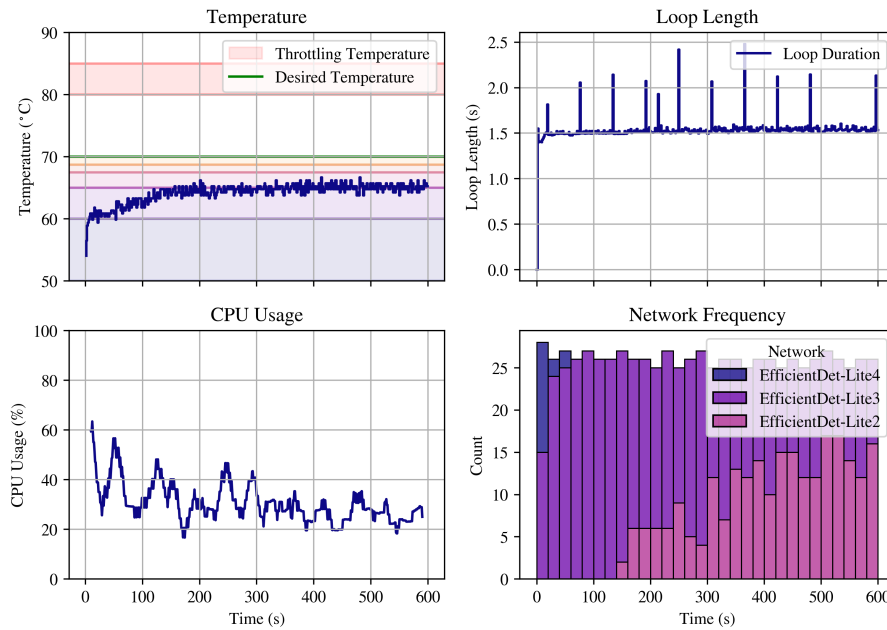 Temperature
90
80
70
60
50
Temperature (°C)
Throttling Temperature
Desired Temperature
Loop Length
2.5
2.0
1.5
1.0
0.5
0.0
Loop Length (s)
Loop Duration
CPU Usage
100
80
60
40
20
0
CPU Usage (%)
0 100 200 300 400 500 600
Time (s)
Network Frequency
25
20
15
10
5
0
Count
Network
EfficientDet-Lite4
EfficientDet-Lite3
EfficientDet-Lite2
0 100 200 300 400 500 600
Time (s)